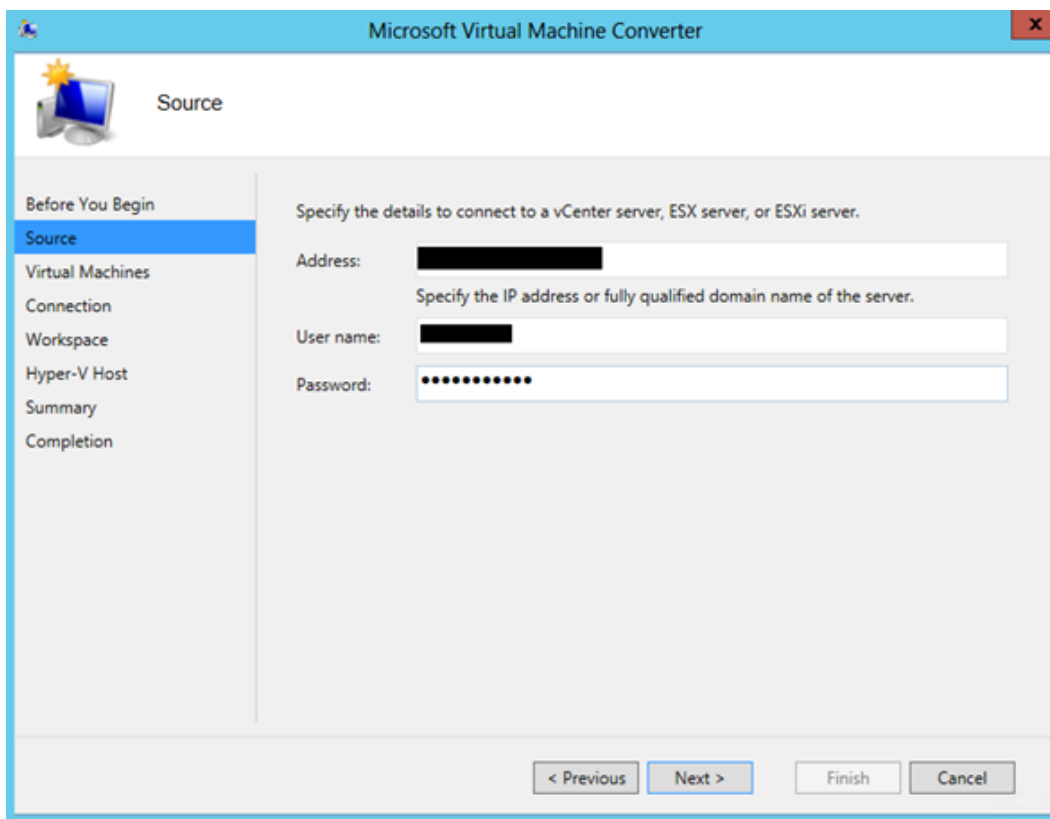 Microsoft Virtual Machine Converter
x
Source
Before You Begin
Source
Virtual Machines
Connection
Workspace
Hyper-V Host
Summary
Completion
Specify the details to connect to a vCenter server, ESX server, or ESXi server.
Address:
Specify the IP address or fully qualified domain name of the server.
User name:
Password: •••••••••••
< Previous Next > Finish Cancel